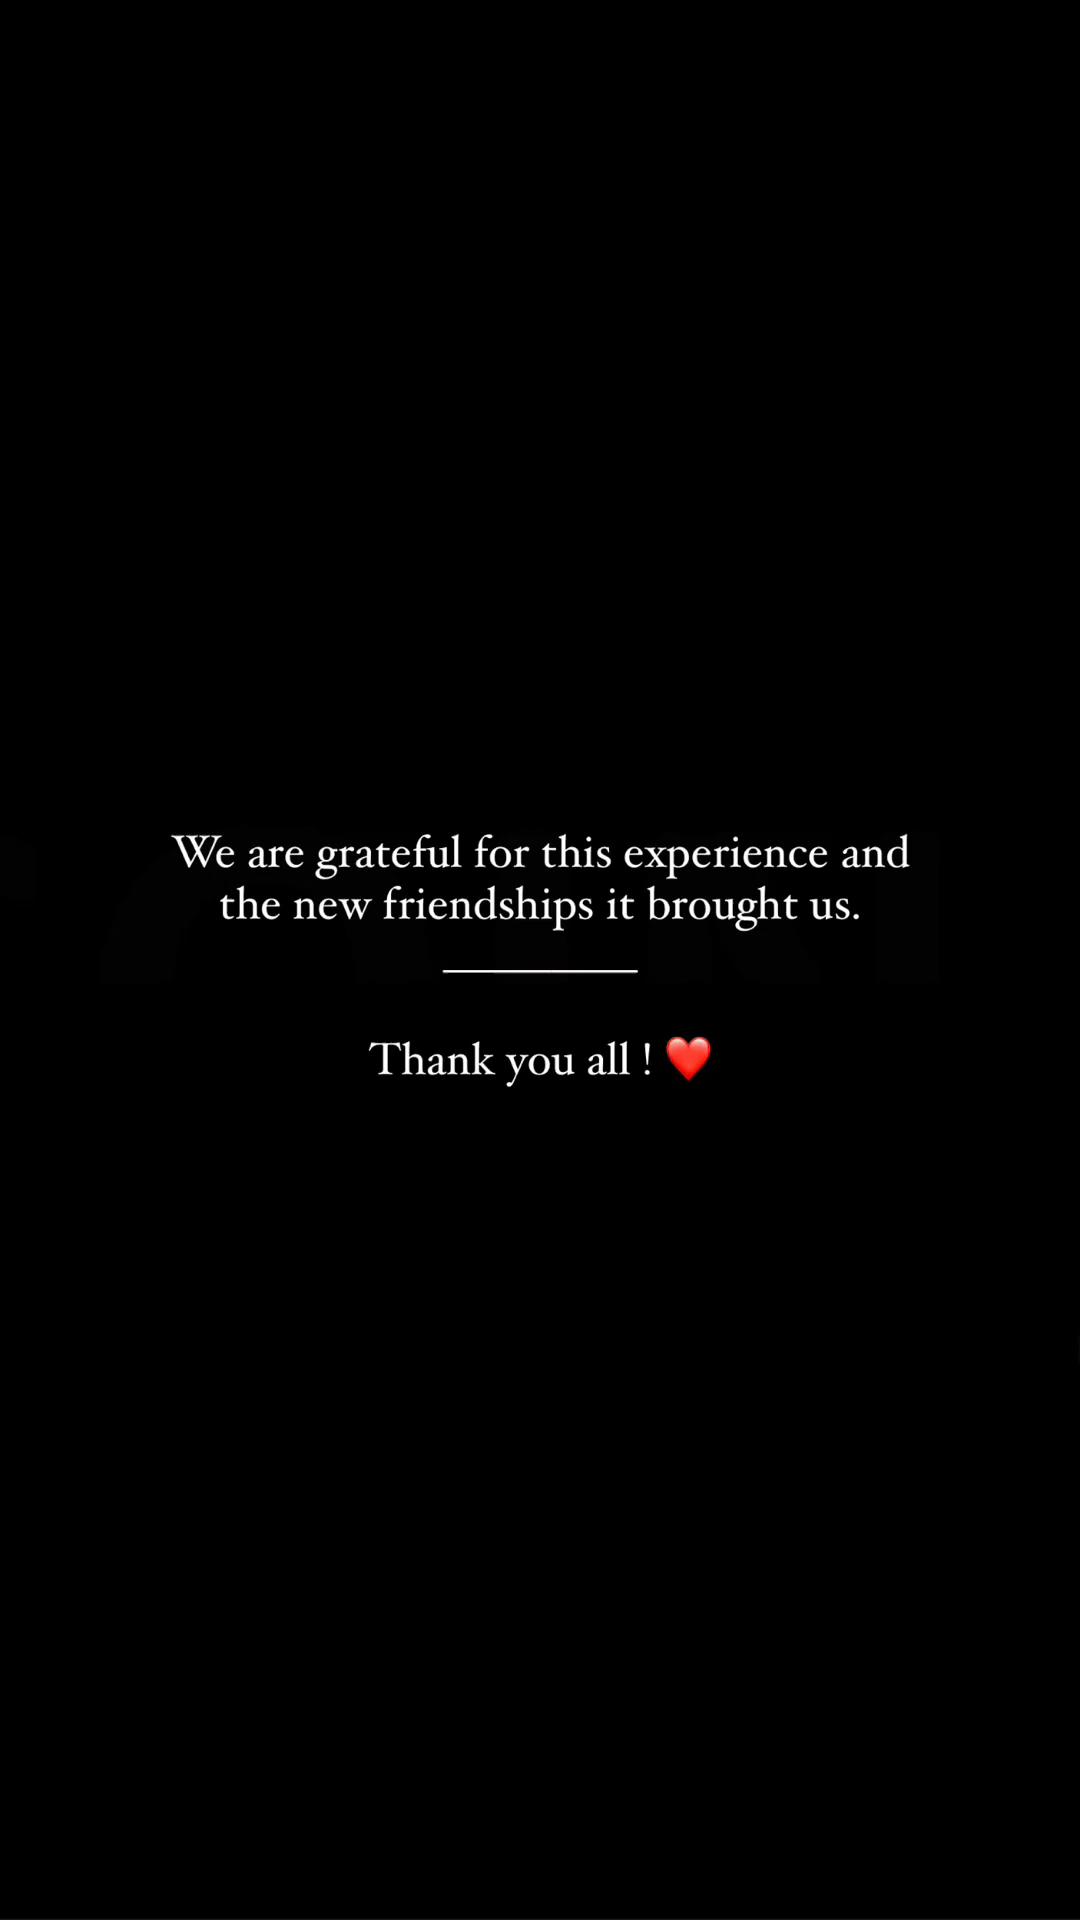 We are grateful for this experience and
the new friendships it brought us.
Thank you all ! ❤️